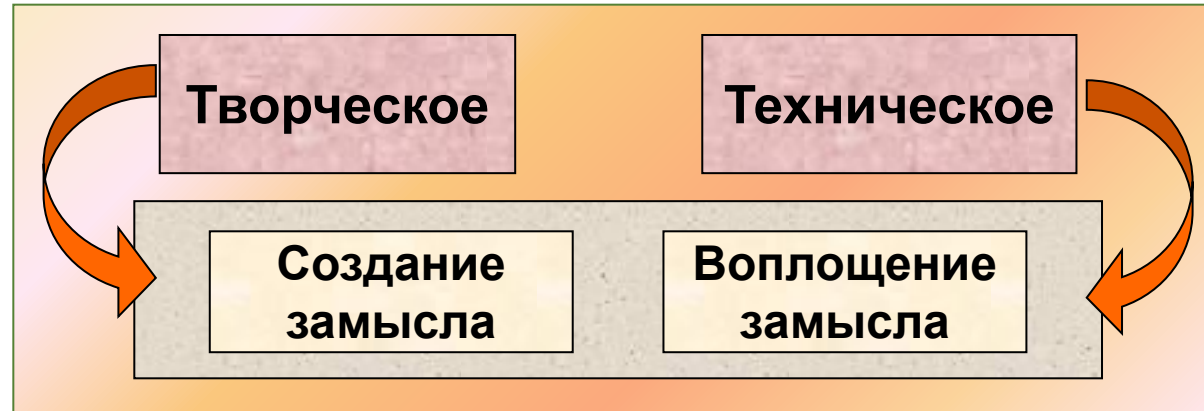 Творческое
Техническое
Создание
замысла
Воплощение
замысла